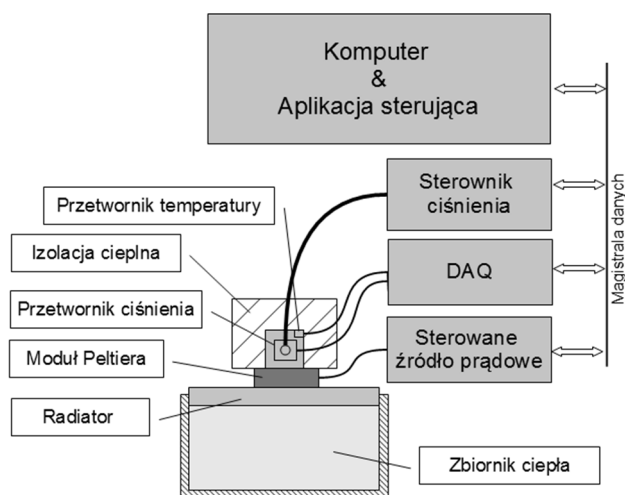 Komputer
&
Aplikacja sterująca
Sterownik
ciśnienia
Przetwornik temperatury
Izolacja cieplna
DAQ
Magistrala danych
Przetwornik ciśnienia
Sterowane
źródło prądowe
Moduł Peltiera
Radiator
Zbiornik ciepła